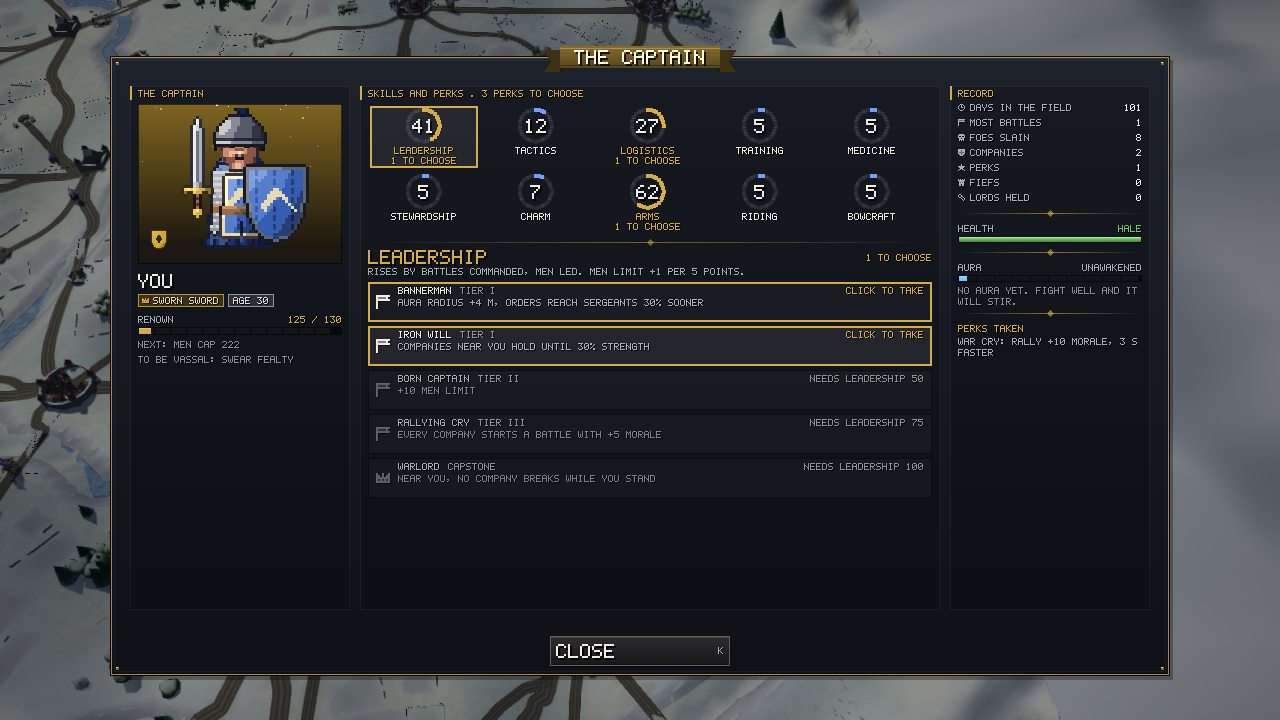 THE CAPTAIN
THE CAPTAIN
YOU
SWORN SWORD AGE 30
RENOWN 125 / 130
NEXT: MEN CAP 222
TO BE VASSAL: SWEAR FEALTY
SKILLS AND PERKS . 3 PERKS TO CHOOSE
41 12 27 5 5
LEADERSHIP TACTICS LOGISTICS TRAINING MEDICINE
1 TO CHOOSE 1 TO CHOOSE
5 7 62 5 5
STEWARDSHIP CHARM ARMS RIDING BOWCRAFT
1 TO CHOOSE
LEADERSHIP 1 TO CHOOSE
RISES BY BATTLES COMMANDED, MEN LED. MEN LIMIT +1 PER 5 POINTS.
BANNERMAN TIER I CLICK TO TAKE
AURA RADIUS +4 M, ORDERS REACH SERGEANTS 30% SOONER
IRON WILL TIER I CLICK TO TAKE
COMPANIES NEAR YOU HOLD UNTIL 30% STRENGTH
BORN CAPTAIN TIER II NEEDS LEADERSHIP 50
+10 MEN LIMIT
RALLYING CRY TIER III NEEDS LEADERSHIP 75
EVERY COMPANY STARTS A BATTLE WITH +5 MORALE
WARLORD CAPSTONE NEEDS LEADERSHIP 100
NEAR YOU, NO COMPANY BREAKS WHILE YOU STAND
RECORD
DAYS IN THE FIELD 101
MOST BATTLES 1
FOES SLAIN 8
COMPANIES 2
PERKS 1
FIEFS 0
LORDS HELD 0
HEALTH HALE
AURA UNAWAKENED
NO AURA YET. FIGHT WELL AND IT
WILL STIR.
PERKS TAKEN
WAR CRY: RALLY +10 MORALE, 3 S
FASTER
CLOSE K